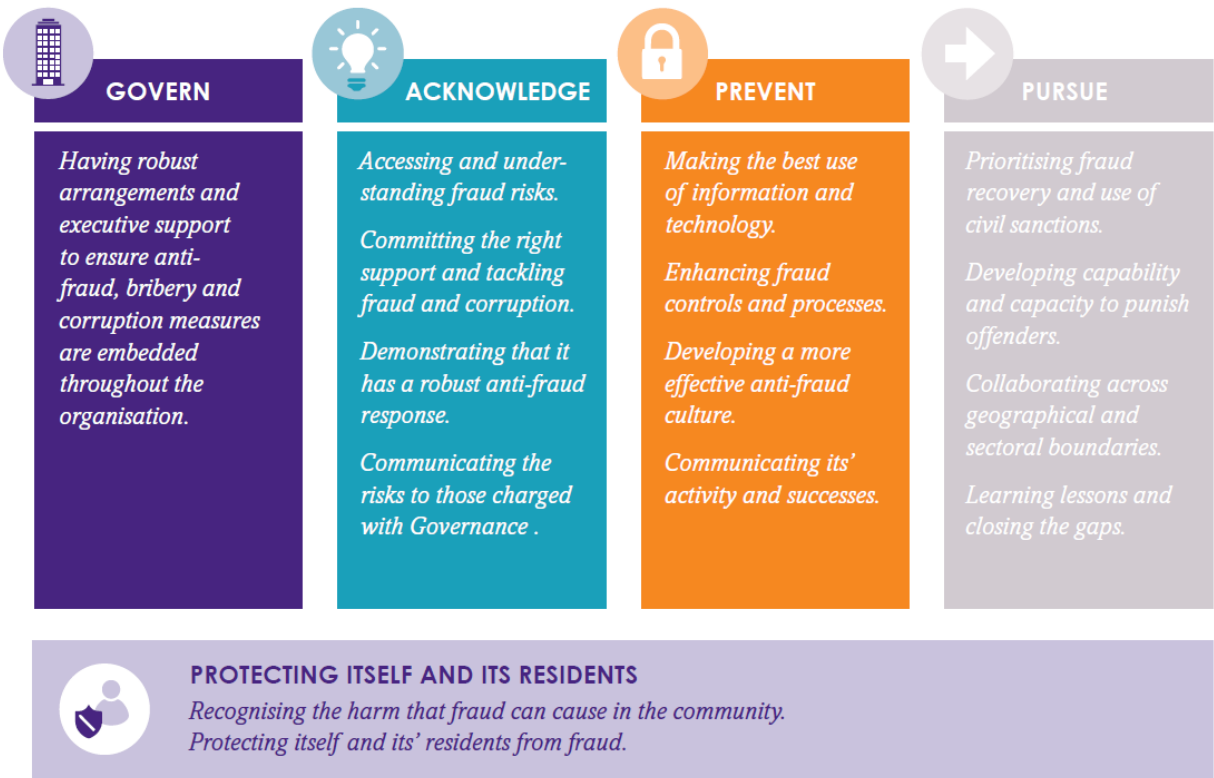 GOVERN
Having robust
arrangements and
executive support
to ensure anti-
fraud, bribery and
corruption measures
are embedded
throughout the
organisation.
ACKNOWLEDGE
Accessing and under-
standing fraud risks.
Committing the right
support and tackling
fraud and corruption.
Demonstrating that it
has a robust anti-fraud
response.
Communicating the
risks to those charged
with Governance .
PREVENT
Making the best use
of information and
technology.
Enhancing fraud
controls and processes.
Developing a more
effective anti-fraud
culture.
Communicating its’
activity and successes.
PURSUE
Prioritising fraud
recovery and use of
civil sanctions.
Developing capability
and capacity to punish
offenders.
Collaborating across
geographical and
sectoral boundaries.
Learning lessons and
closing the gaps.
PROTECTING ITSELF AND ITS RESIDENTS
Recognising the harm that fraud can cause in the community.
Protecting itself and its’ residents from fraud.